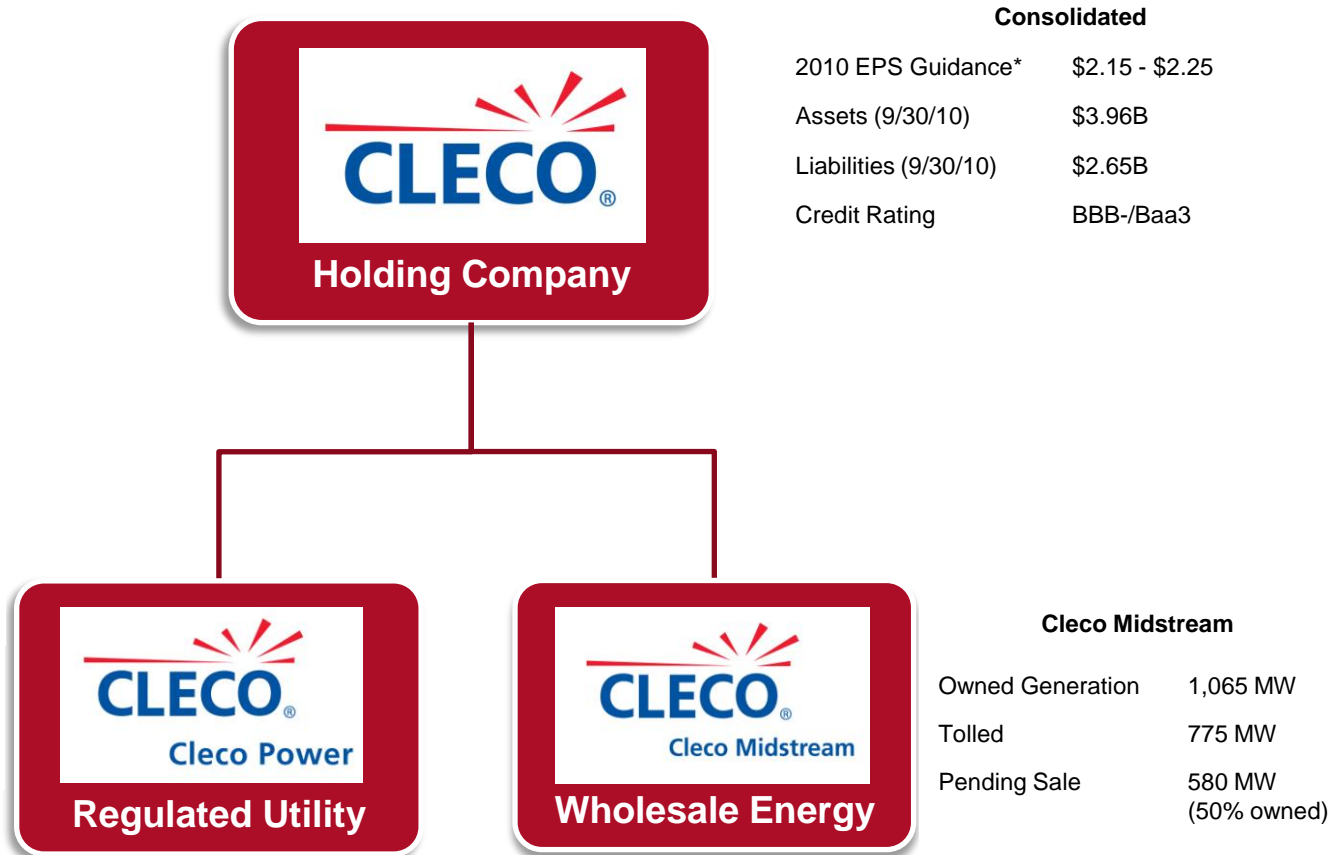 Consolidated
2010 EPS Guidance* $2.15 - $2.25
Assets (9/30/10) $3.96B
Liabilities (9/30/10) $2.65B
Credit Rating BBB-/Baa3
CLECO®
Holding Company
CLECO®
Cleco Power
Regulated Utility
CLECO®
Cleco Midstream
Wholesale Energy
Cleco Midstream
Owned Generation 1,065 MW
Tolled 775 MW
Pending Sale 580 MW
(50% owned)